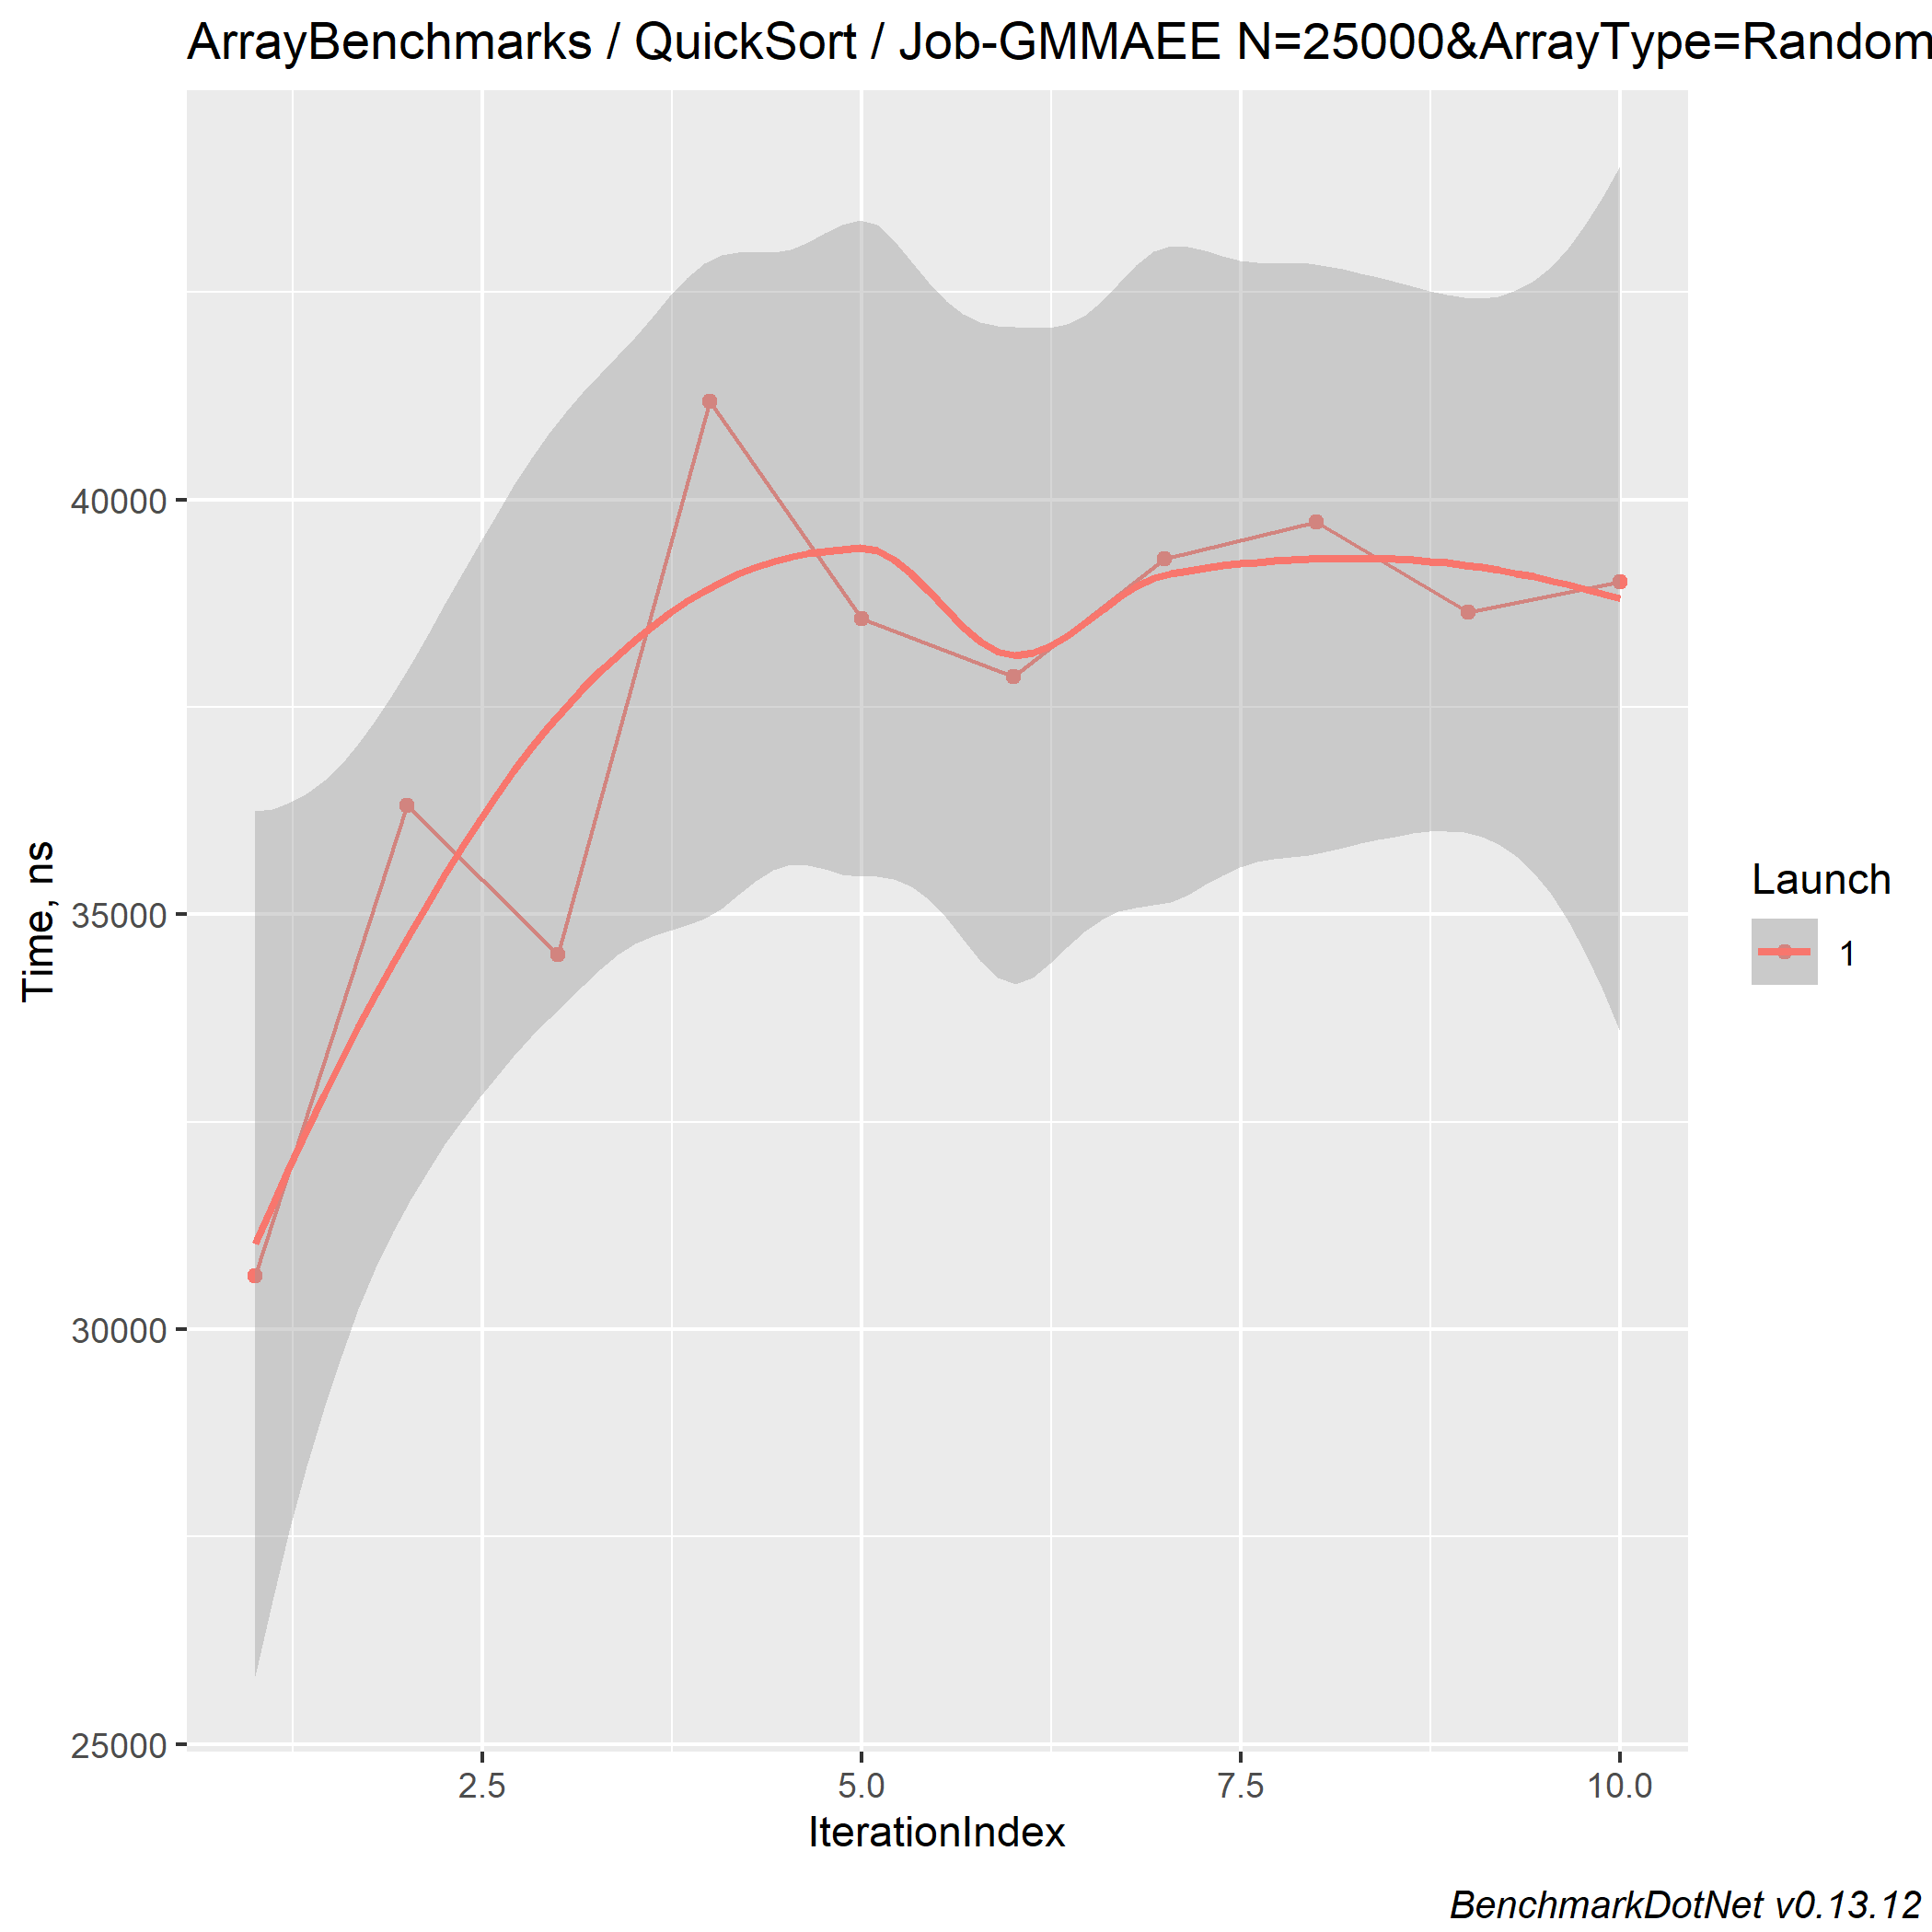 ArrayBenchmarks / QuickSort / Job-GMMAEE N=25000&ArrayType=Random
Time, ns
40000
35000
30000
25000
2.5
5.0
7.5
10.0
IterationIndex
Launch
1
BenchmarkDotNet v0.13.12